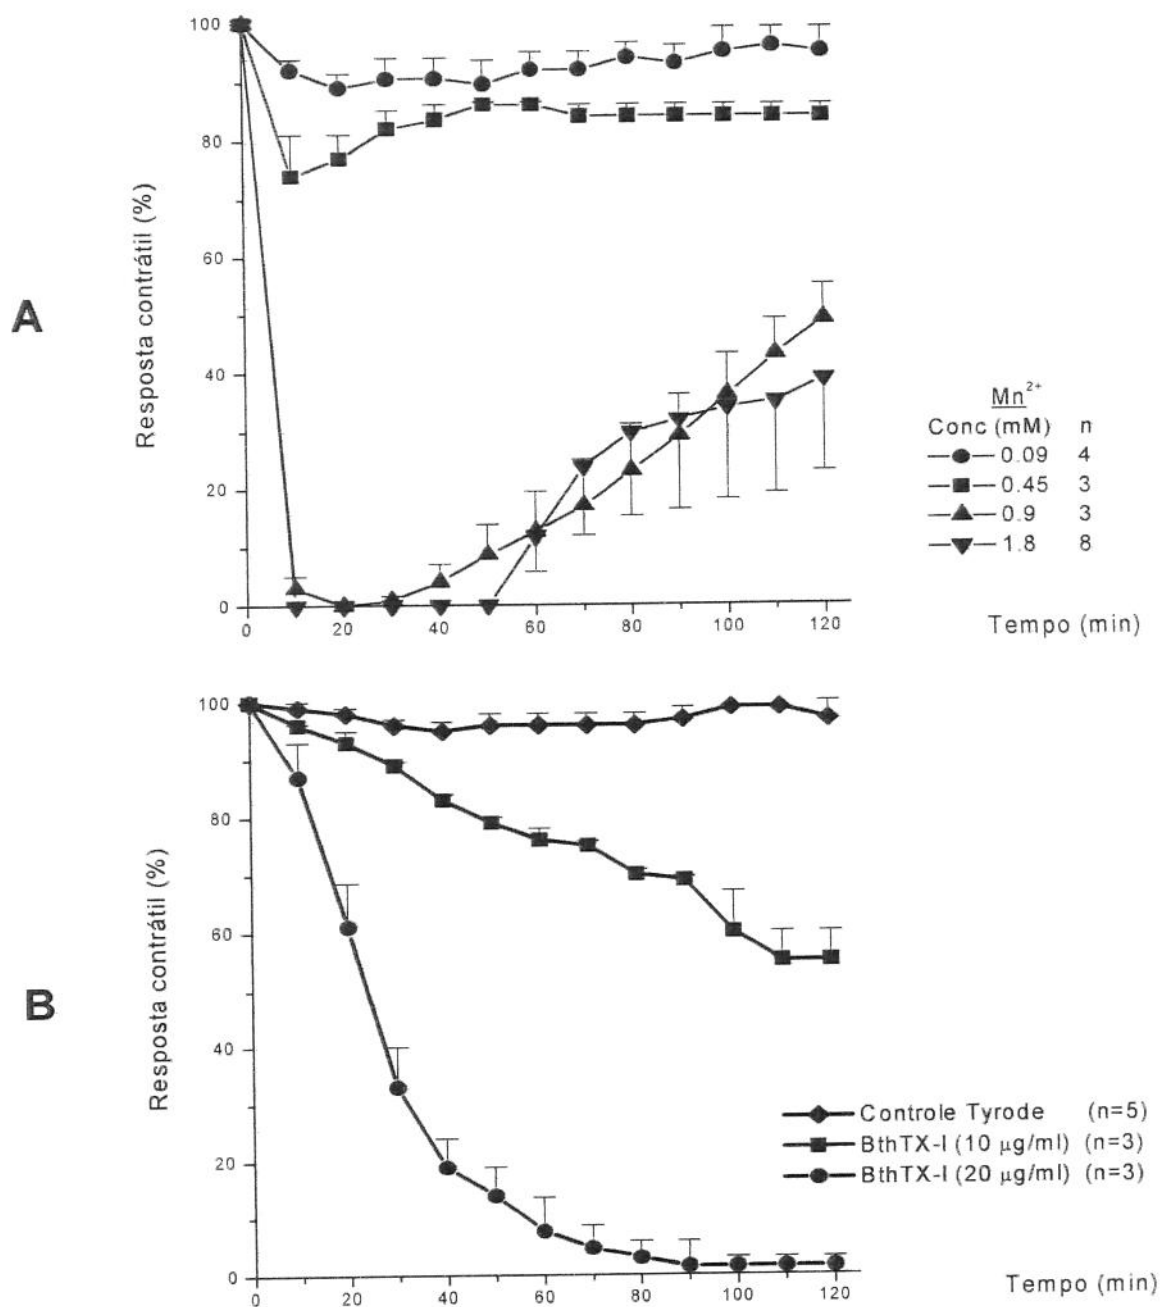 A
Resposta contrátil (%)
100
80
60
40
20
0
0 20 40 60 80 100 120
Tempo (min)
Mn²⁺
Conc (mM) n
0.09 4
0.45 3
0.9 3
1.8 8
B
Resposta contrátil (%)
100
80
60
40
20
0
0 20 40 60 80 100 120
Tempo (min)
Controle Tyrode (n=5)
BthTX-I (10 µg/ml) (n=3)
BthTX-I (20 µg/ml) (n=3)